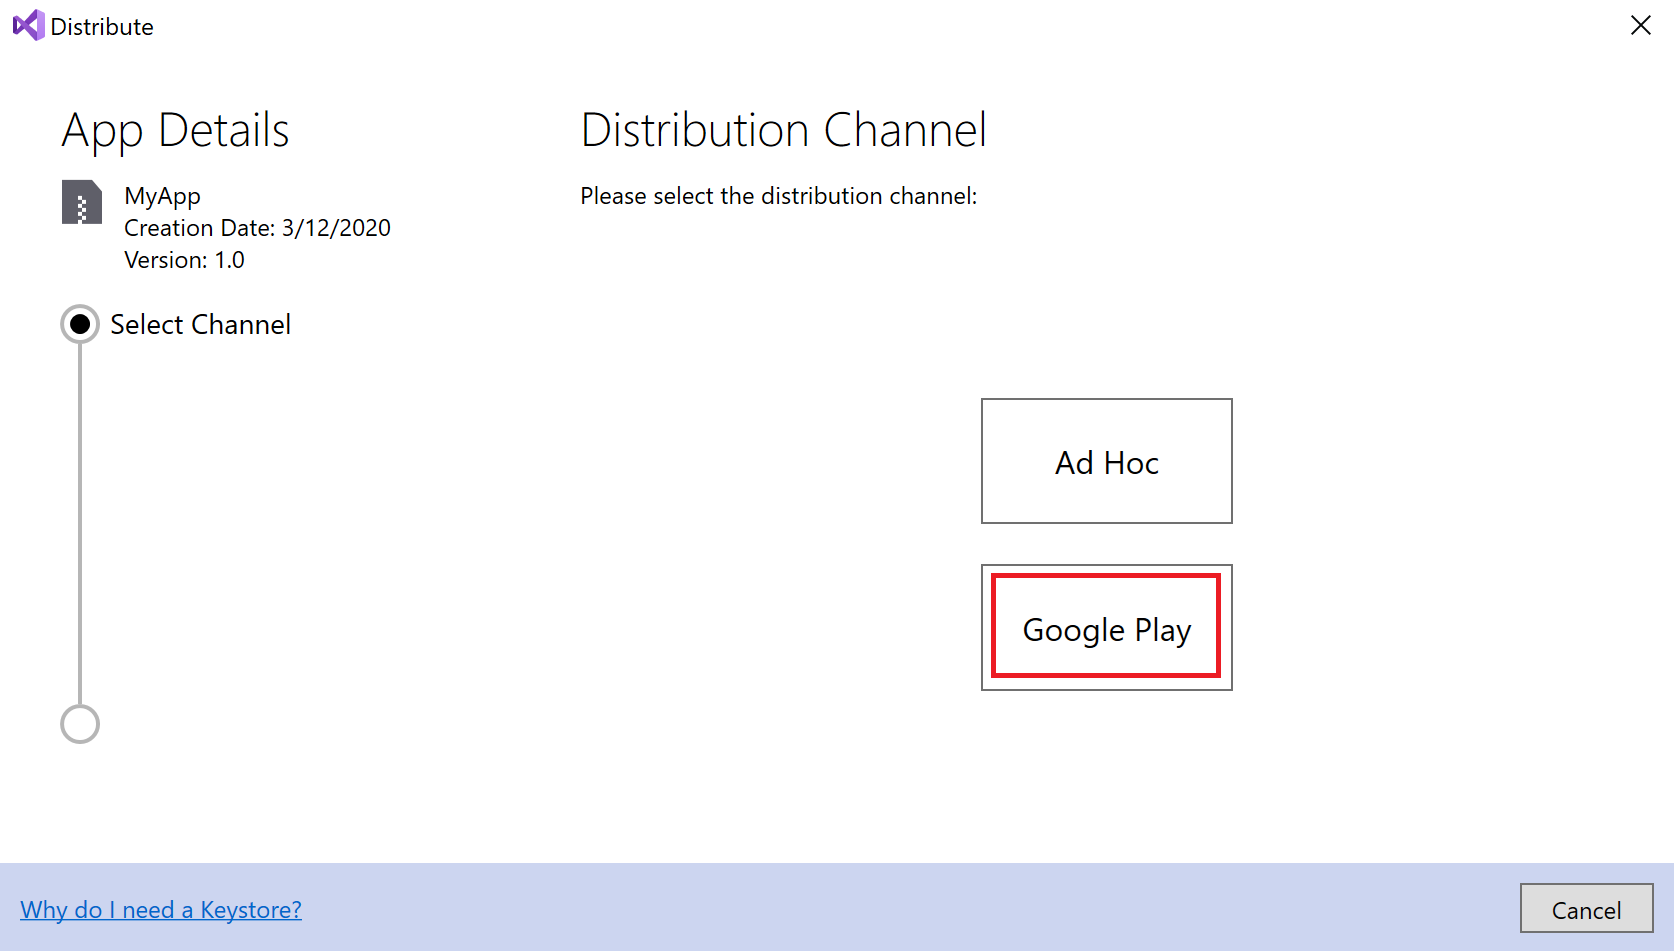 Distribute
App Details
MyApp
Creation Date: 3/12/2020
Version: 1.0
Select Channel
Distribution Channel
Please select the distribution channel:
Ad Hoc
Google Play
Why do I need a Keystore?
Cancel